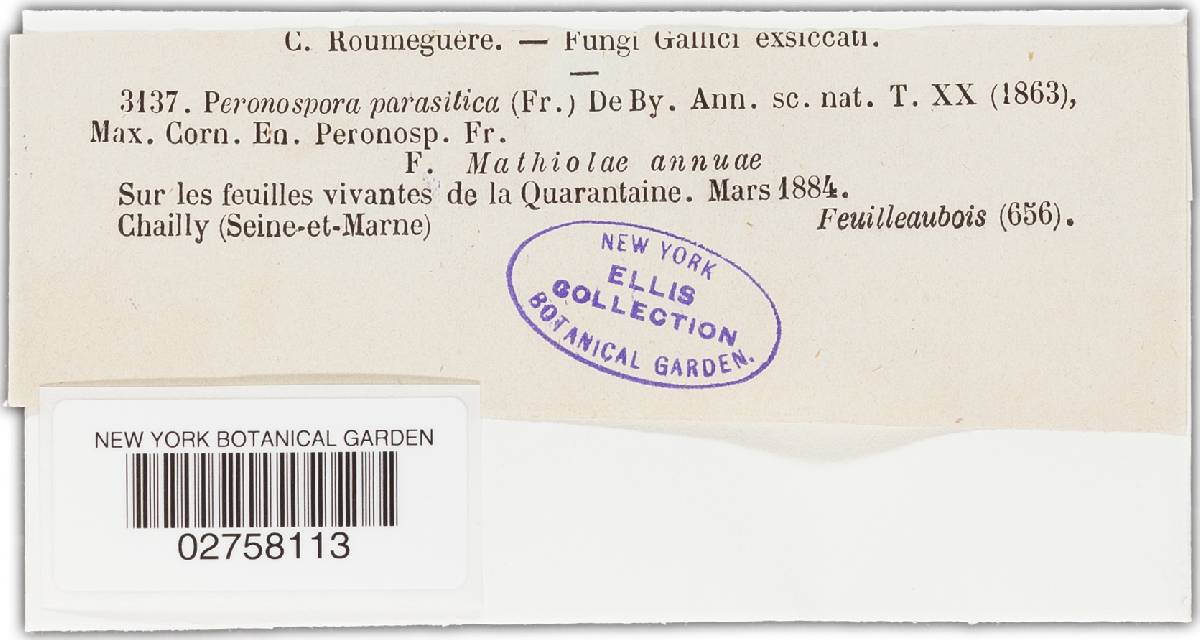 C. Roumeguère. — Fungi Gallici exsiccati.
—
3137. Peronospora parasitica (Fr.) De By. Ann. sc. nat. T. XX (1863),
Max. Corn. En. Peronosp. Fr.
F. Mathiolae annuae
Sur les feuilles vivantes de la Quarantaine. Mars 1884.
Chailly (Seine-et-Marne) Feuilleaubois (656).
NEW YORK
ELLIS
COLLECTION
BOTANICAL GARDEN.
NEW YORK BOTANICAL GARDEN
02758113